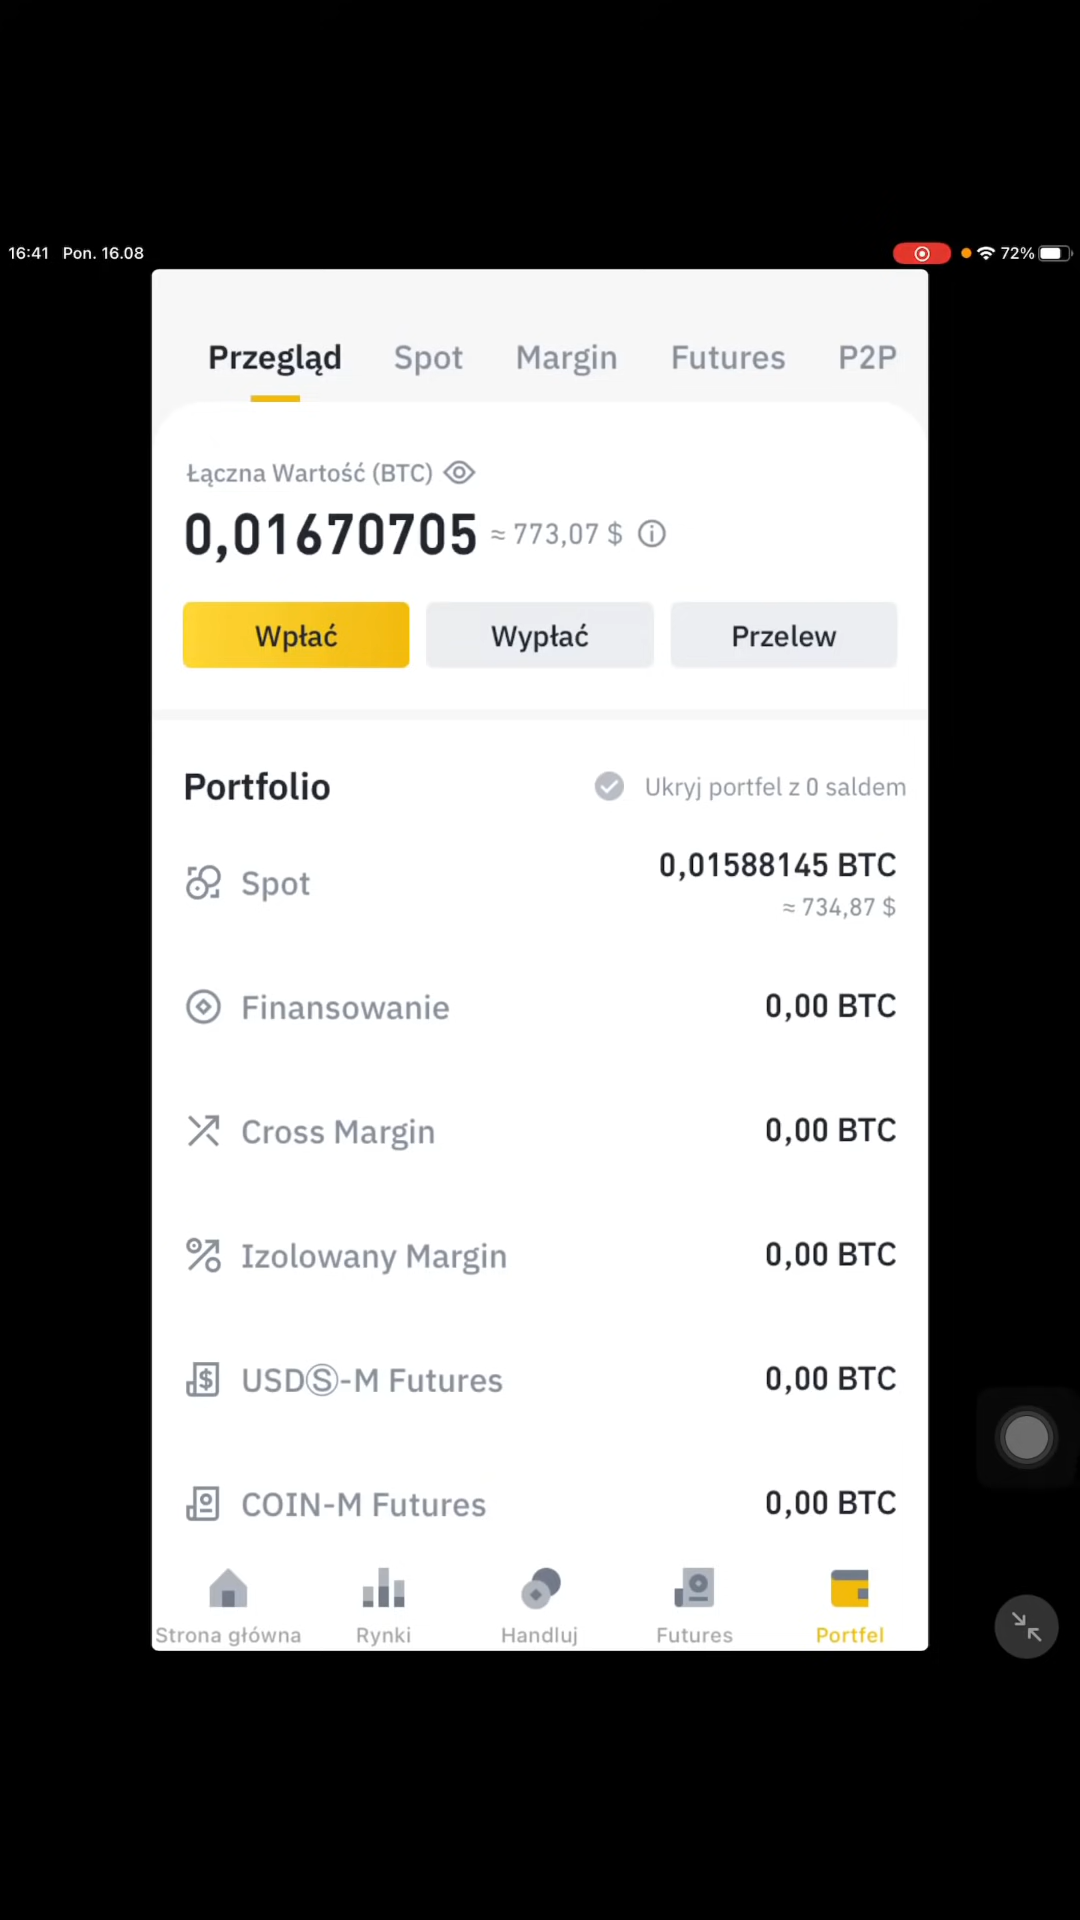 16:41 Pon. 16.08 72%
Przegląd Spot Margin Futures P2P
Łączna Wartość (BTC)
0,01670705 ≈ 773,07 $
Wpłać Wypłać Przelew
Portfolio Ukryj portfel z 0 saldem
Spot 0,01588145 BTC
≈ 734,87 $
Finansowanie 0,00 BTC
Cross Margin 0,00 BTC
Izolowany Margin 0,00 BTC
USDⓈ-M Futures 0,00 BTC
COIN-M Futures 0,00 BTC
Strona główna Rynki Handluj Futures Portfel